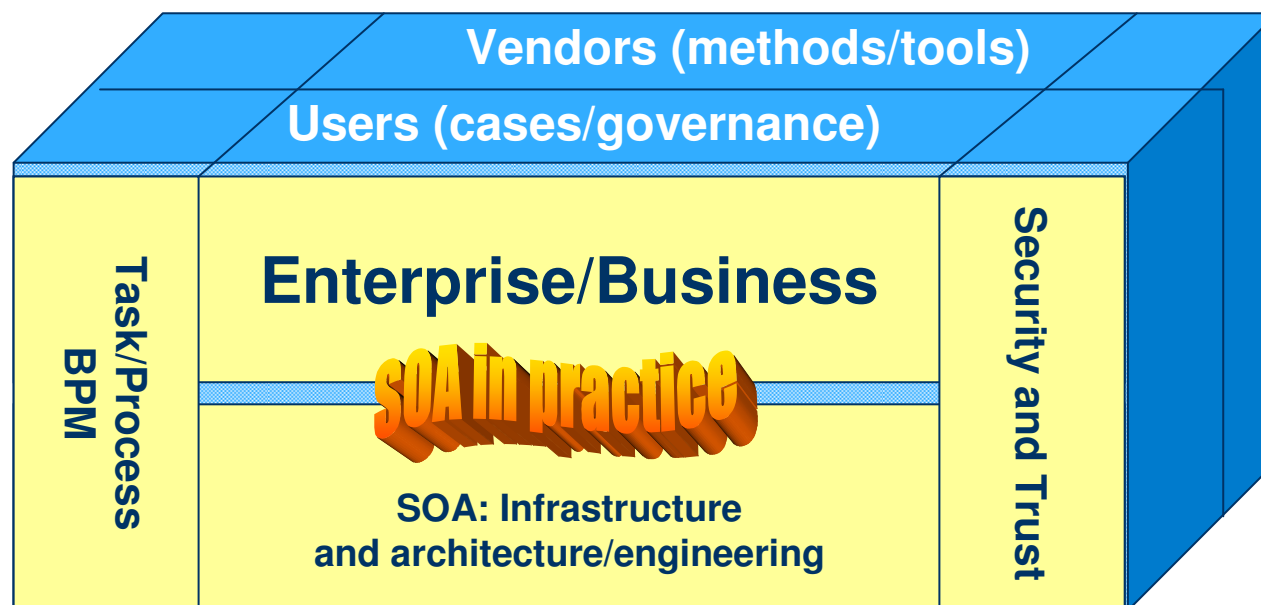 Vendors (methods/tools)
Users (cases/governance)
Task/Process
BPM
Enterprise/Business
SOA in practice
SOA: Infrastructure
and architecture/engineering
Security and Trust